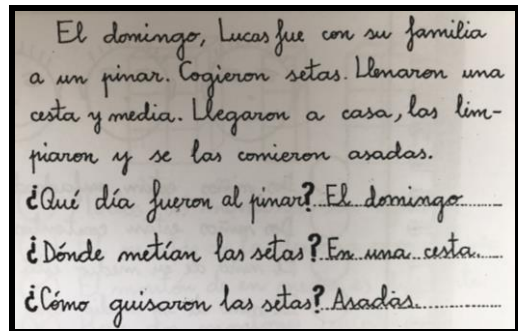 El domingo, Lucas fue con su familia
a un pinar. Cogieron setas. Llenaron una
cesta y media. Llegaron a casa, las lim-
piaron y se las comieron asadas.
¿Qué día fueron al pinar? El domingo
¿Dónde metían las setas? En una cesta.
¿Cómo guisaron las setas? Asadas.